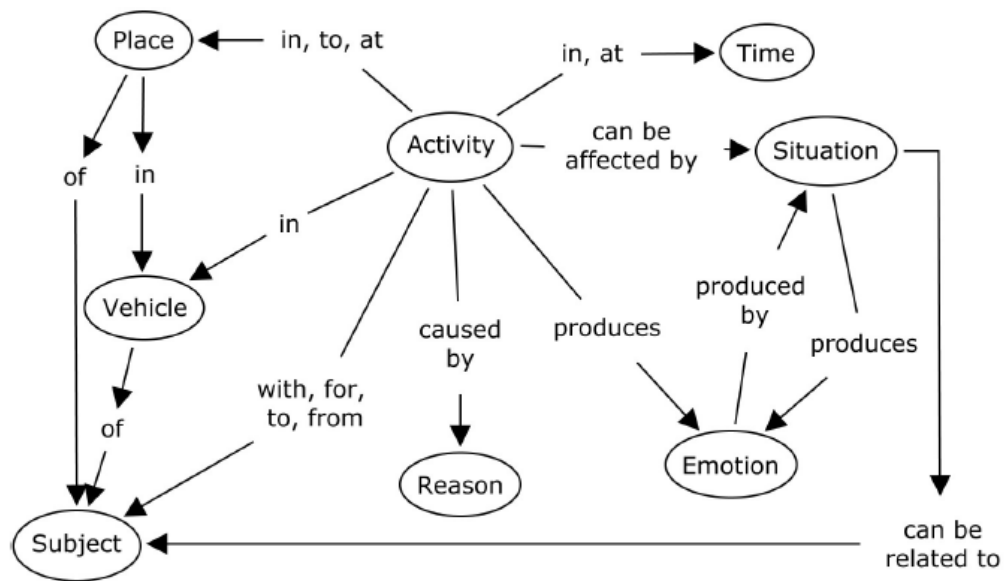 Place
in, to, at
in, at
Time
Activity
can be
affected by
Situation
of
in
in
Vehicle
produced
by
caused
by
produces
produces
with, for,
to, from
of
Emotion
Reason
Subject
can be
related to